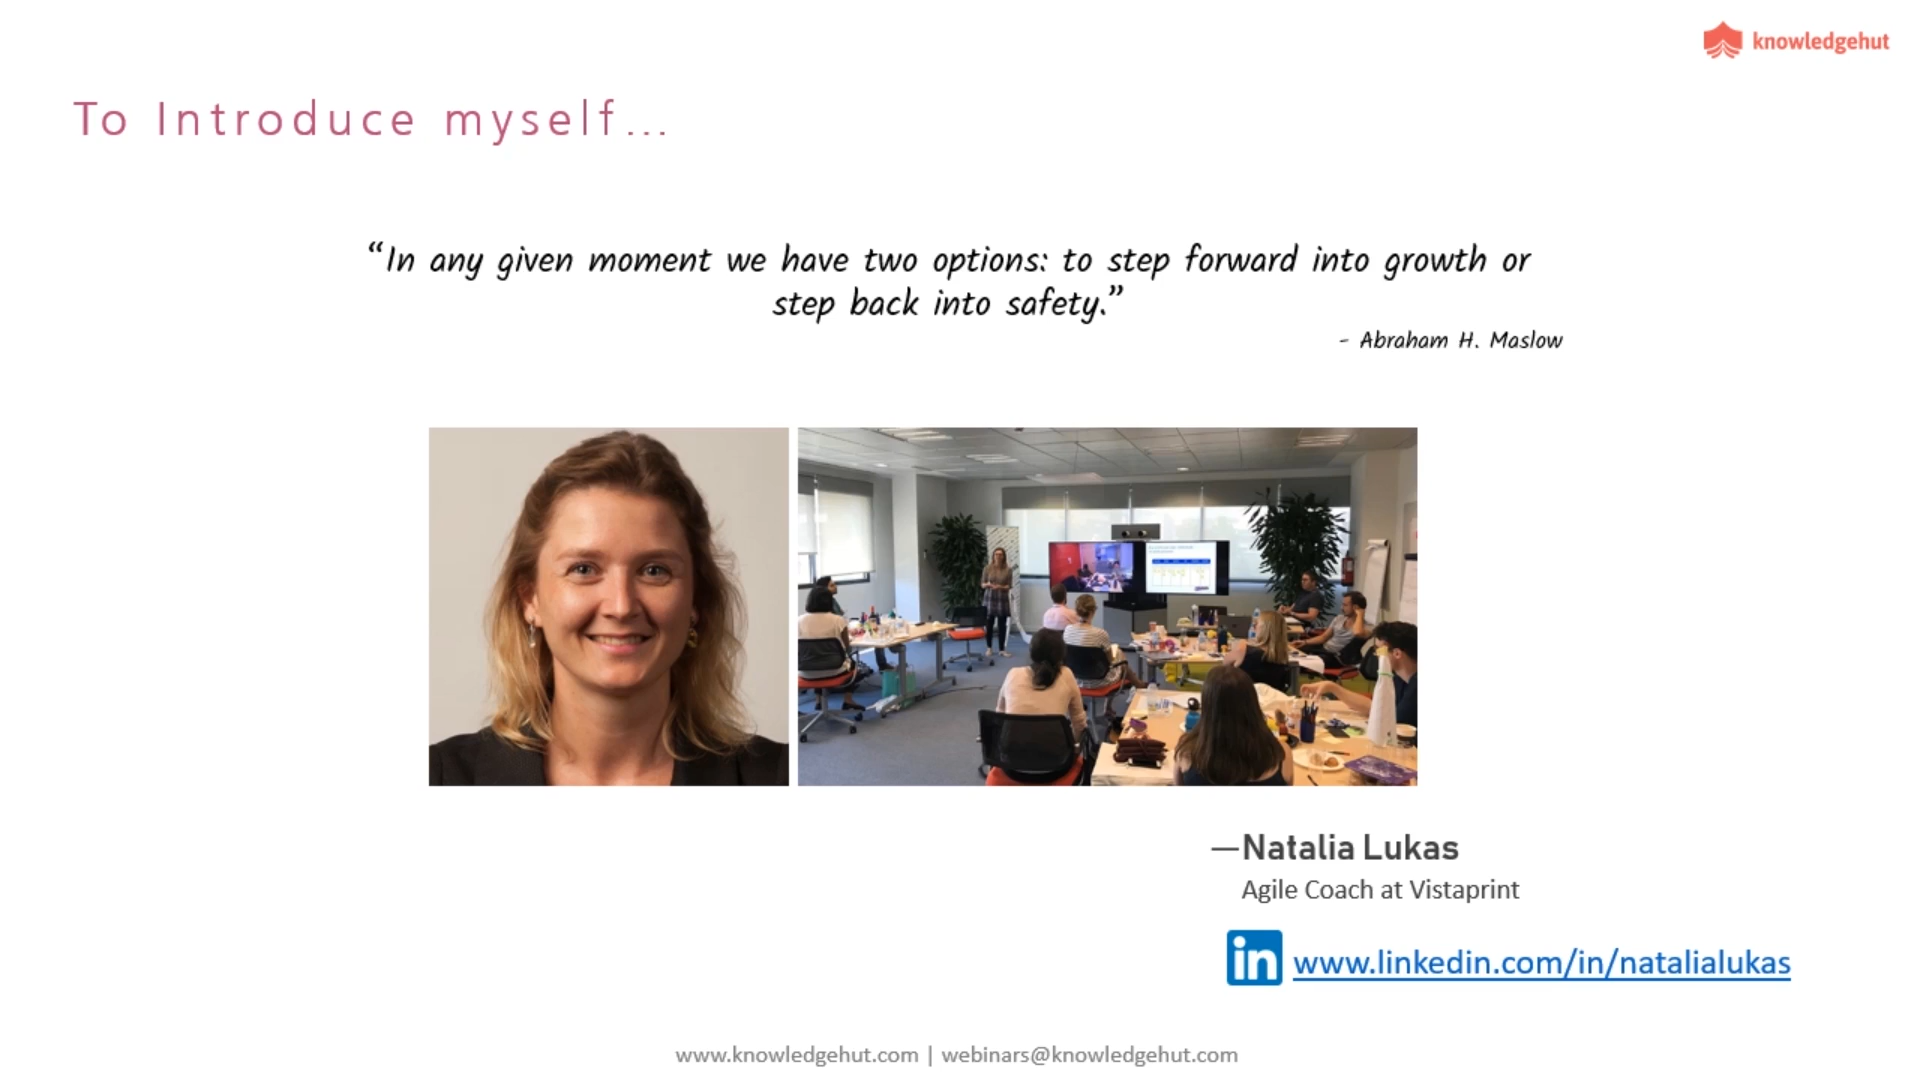 knowledgehut
To Introduce myself...
“In any given moment we have two options: to step forward into growth or
step back into safety.”
- Abraham H. Maslow
—Natalia Lukas
Agile Coach at Vistaprint
in www.linkedin.com/in/natalialukas
www.knowledgehut.com | webinars@knowledgehut.com